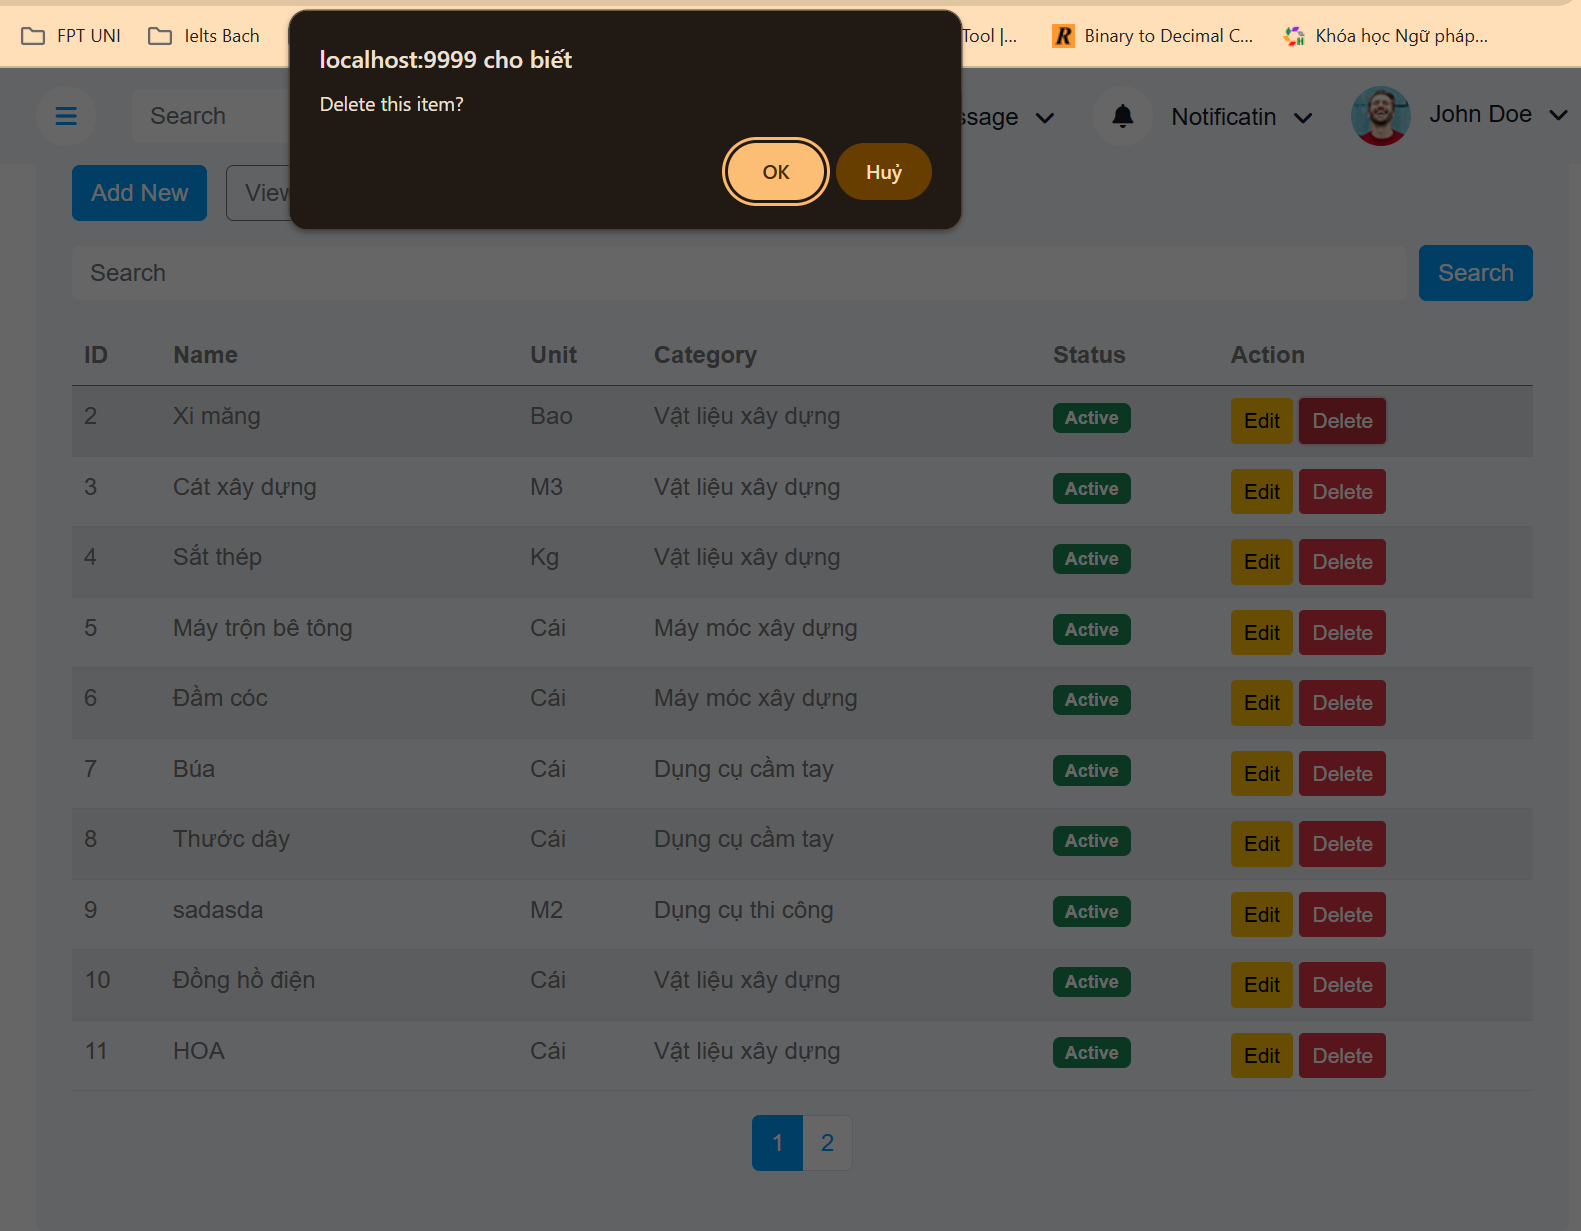 FPT UNI
Ielts Bach
Tool |...
Binary to Decimal C...
Khóa học Ngữ pháp...
localhost:9999 cho biết
Delete this item?
OK
Huỷ
Search
ssage
Notificatin
John Doe
Add New
View
Search
Search
ID Name Unit Category Status Action
2 Xi măng Bao Vật liệu xây dựng Active Edit Delete
3 Cát xây dựng M3 Vật liệu xây dựng Active Edit Delete
4 Sắt thép Kg Vật liệu xây dựng Active Edit Delete
5 Máy trộn bê tông Cái Máy móc xây dựng Active Edit Delete
6 Đầm cóc Cái Máy móc xây dựng Active Edit Delete
7 Búa Cái Dụng cụ cầm tay Active Edit Delete
8 Thước dây Cái Dụng cụ cầm tay Active Edit Delete
9 sadasda M2 Dụng cụ thi công Active Edit Delete
10 Đồng hồ điện Cái Vật liệu xây dựng Active Edit Delete
11 HOA Cái Vật liệu xây dựng Active Edit Delete
1 2